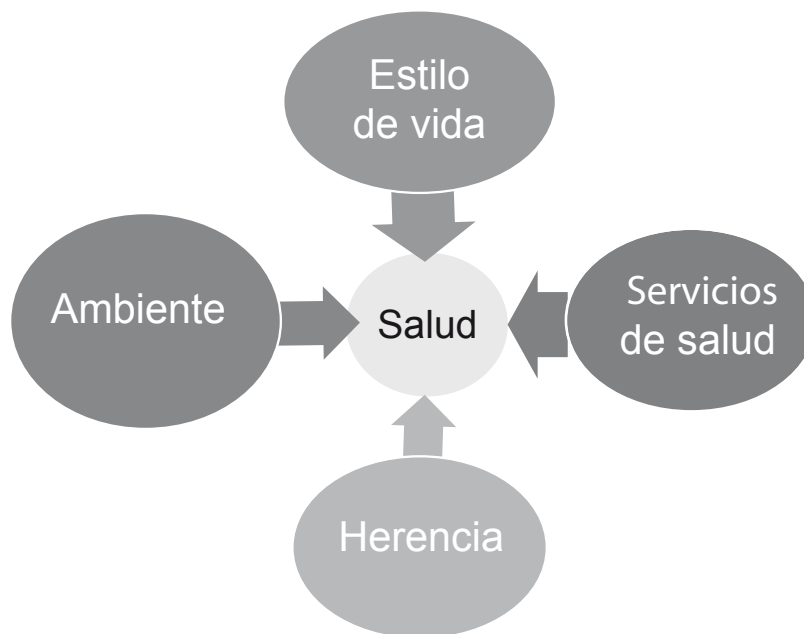 Estilo
de vida
Ambiente
Salud
Servicios
de salud
Herencia